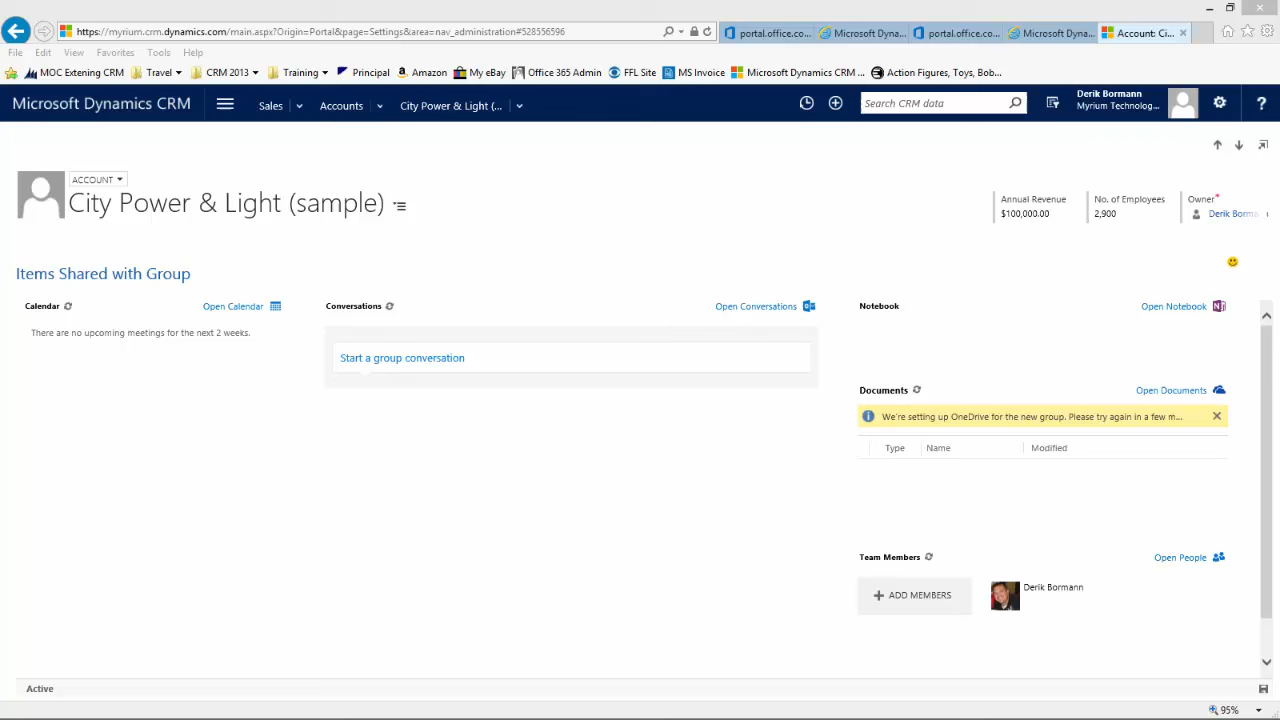 https://myrium.crm.dynamics.com/main.aspx?Origin=Portal&page=Settings&area=nav_administration#528556596
portal.office.co...
Microsoft Dynam...
portal.office.co...
Microsoft Dynam...
Account: Ci...
File Edit View Favorites Tools Help
MOC Extening CRM
Travel
CRM 2013
Training
Principal
Amazon
My eBay
Office 365 Admin
FFL Site
MS Invoice
Microsoft Dynamics CRM ...
Action Figures, Toys, Bob...
Microsoft Dynamics CRM
Sales
Accounts
City Power & Light (...
Search CRM data
Derik Bormann
Myrium Technolog...
?
ACCOUNT
City Power & Light (sample)
Annual Revenue
$100,000.00
No. of Employees
2,900
Owner*
Derik Borma
Items Shared with Group
Calendar
Open Calendar
There are no upcoming meetings for the next 2 weeks.
Conversations
Open Conversations
Start a group conversation
Notebook
Open Notebook
Documents
Open Documents
We're setting up OneDrive for the new group. Please try again in a few m...
Type
Name
Modified
Team Members
Open People
ADD MEMBERS
Derik Bormann
Active
95%